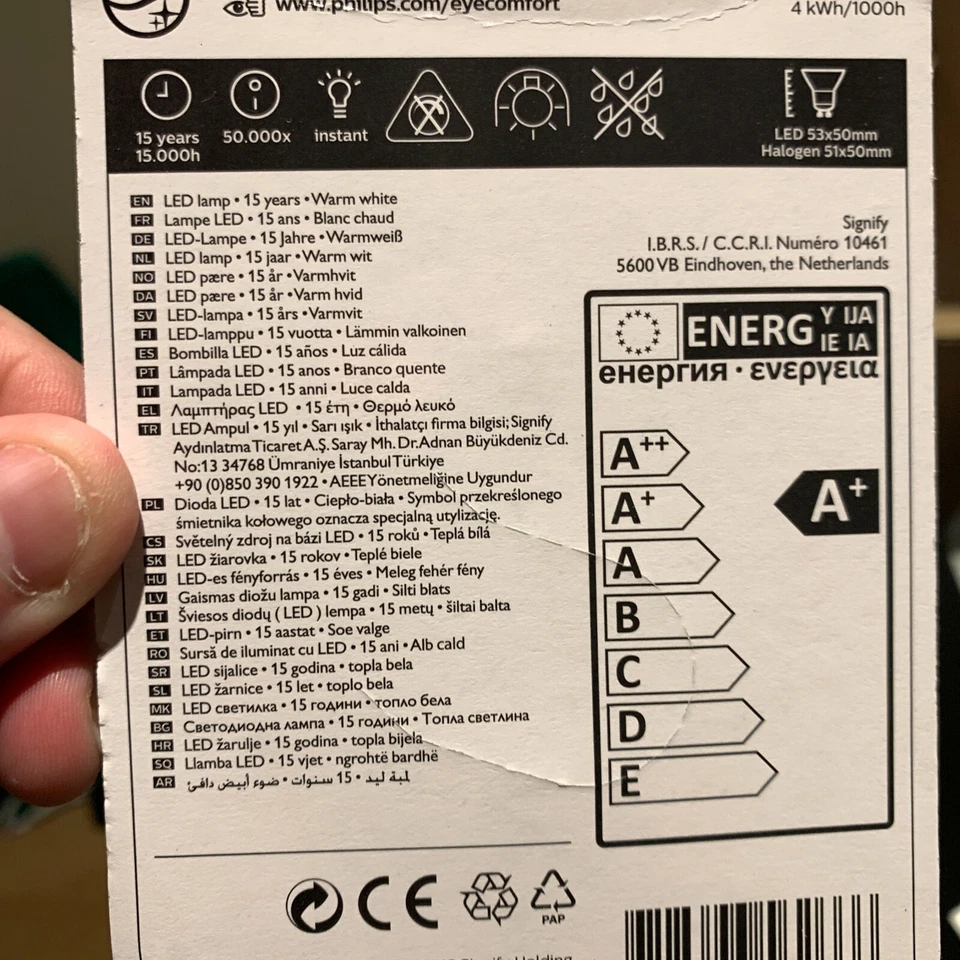 www.philips.com/eyecomfort
4 kWh/1000h
15 years
15.000h
50.000x
instant
LED 53x50mm
Halogen 51x50mm
EN LED lamp • 15 years • Warm white
FR Lampe LED • 15 ans • Blanc chaud
DE LED-Lampe • 15 Jahre • Warmweiß
NL LED lamp • 15 jaar • Warm wit
NO LED pære • 15 år • Varmhvit
DA LED pære • 15 år • Varm hvid
SV LED-lampa • 15 års • Varmvit
FI LED-lamppu • 15 vuotta • Lämmin valkoinen
ES Bombilla LED • 15 años • Luz cálida
PT Lâmpada LED • 15 anos • Branco quente
IT Lampada LED • 15 anni • Luce calda
EL Λαμπτήρας LED • 15 έτη • Θερμό λευκό
TR LED Ampul • 15 yıl • Sarı ışık • İthalatçı firma bilgisi; Signify
Aydınlatma Ticaret A.Ş. Saray Mh. Dr. Adnan Büyükdeniz Cd.
No:13 34768 Ümraniye İstanbul Türkiye
+90 (0)850 390 1922 • AEEE Yönetmeliğine Uygundur
PL Dioda LED • 15 lat • Ciepło-biała • Symbol przekreślonego
śmietnika kołowego oznacza specjalną utylizację.
CS Světelný zdroj na bázi LED • 15 roků • Teplá bílá
SK LED žiarovka • 15 rokov • Teplé biele
HU LED-es fényforrás • 15 éves • Meleg fehér fény
LV Gaismas diožu lampa • 15 gadi • Silti balts
LT Šviesos diodų ( LED ) lempa • 15 metų • šiltai balta
ET LED-pirn • 15 aastat • Soe valge
RO Sursă de iluminat cu LED • 15 ani • Alb cald
SR LED sijalice • 15 godina • topla bela
SL LED žarnice • 15 let • toplo bela
MK LED светилка • 15 години • топло бела
BG Светодиодна лампа • 15 години • Топла светлина
HR LED žarulje • 15 godina • topla bijela
SQ Llamba LED • 15 vjet • ngrohtë bardhë
AR لمبة ليد • 15 سنوات • ضوء أبيض دافئ
Signify
I.B.R.S. / C.C.R.I. Numéro 10461
5600 VB Eindhoven, the Netherlands
ENERG Y IJA
IE IA
енергия · ενεργεια
A++
A+
A+
A
B
C
D
E
CE
PAP